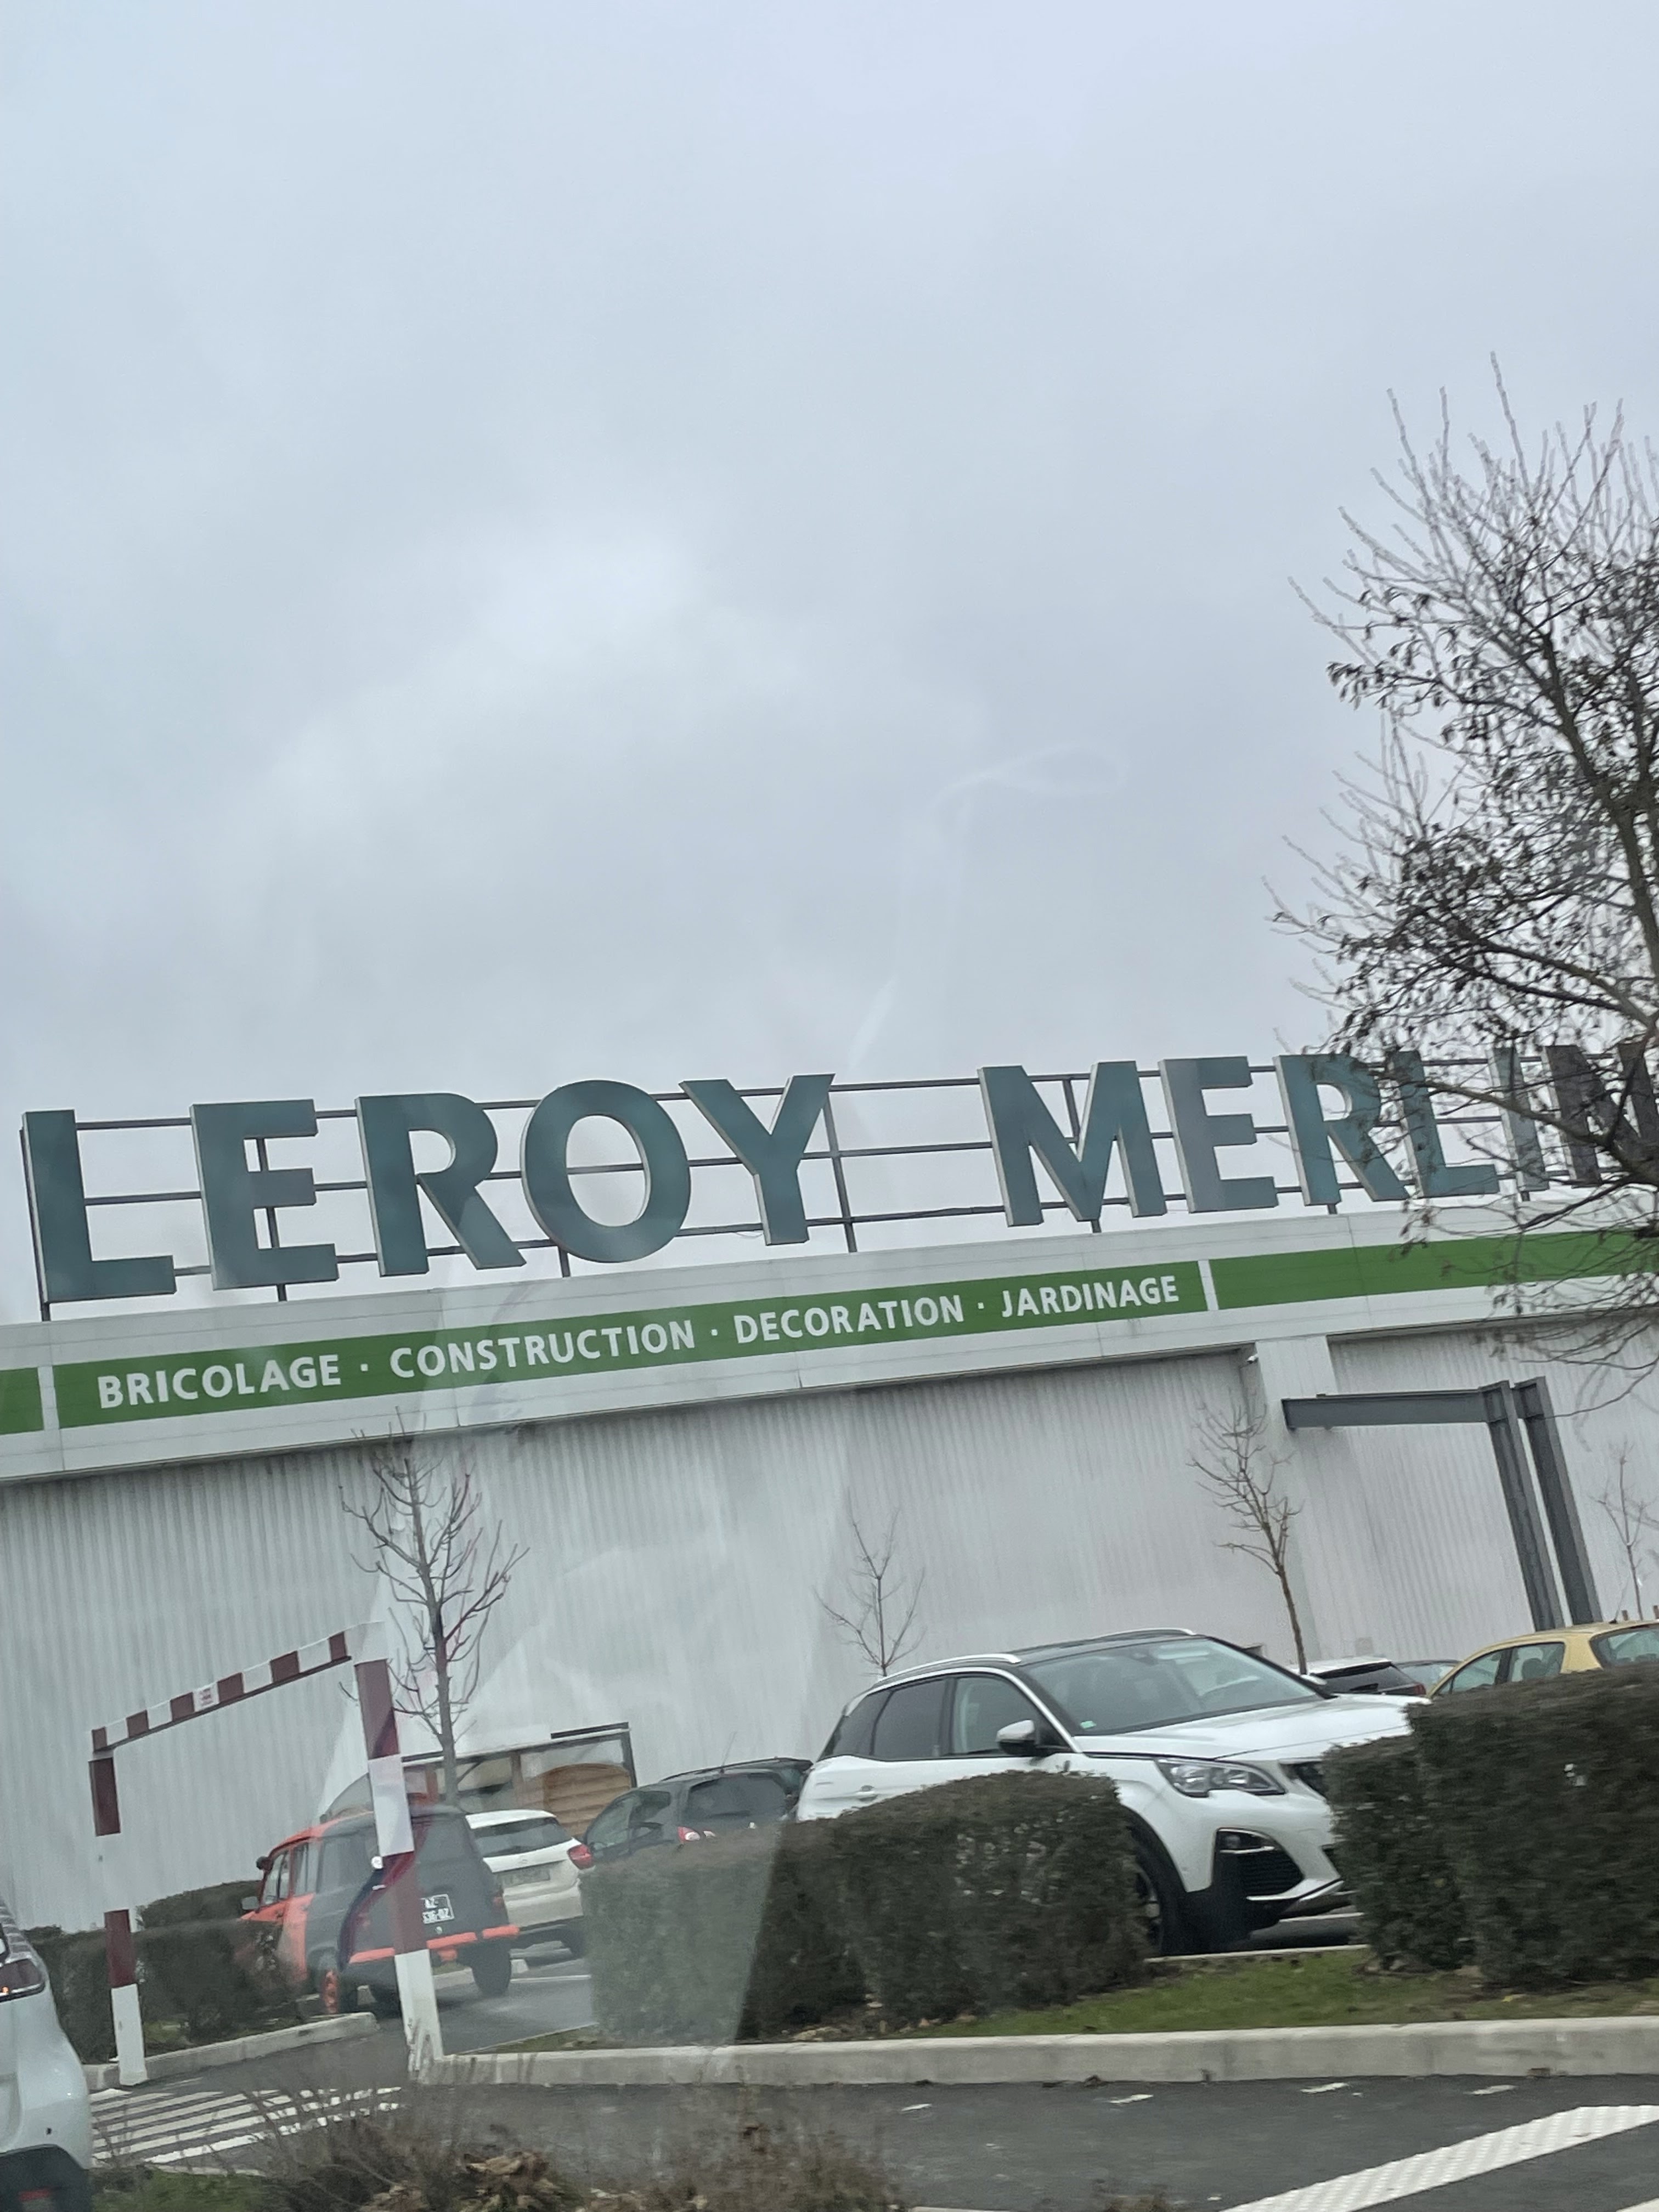 LEROY MERLIN
BRICOLAGE · CONSTRUCTION · DECORATION · JARDINAGE